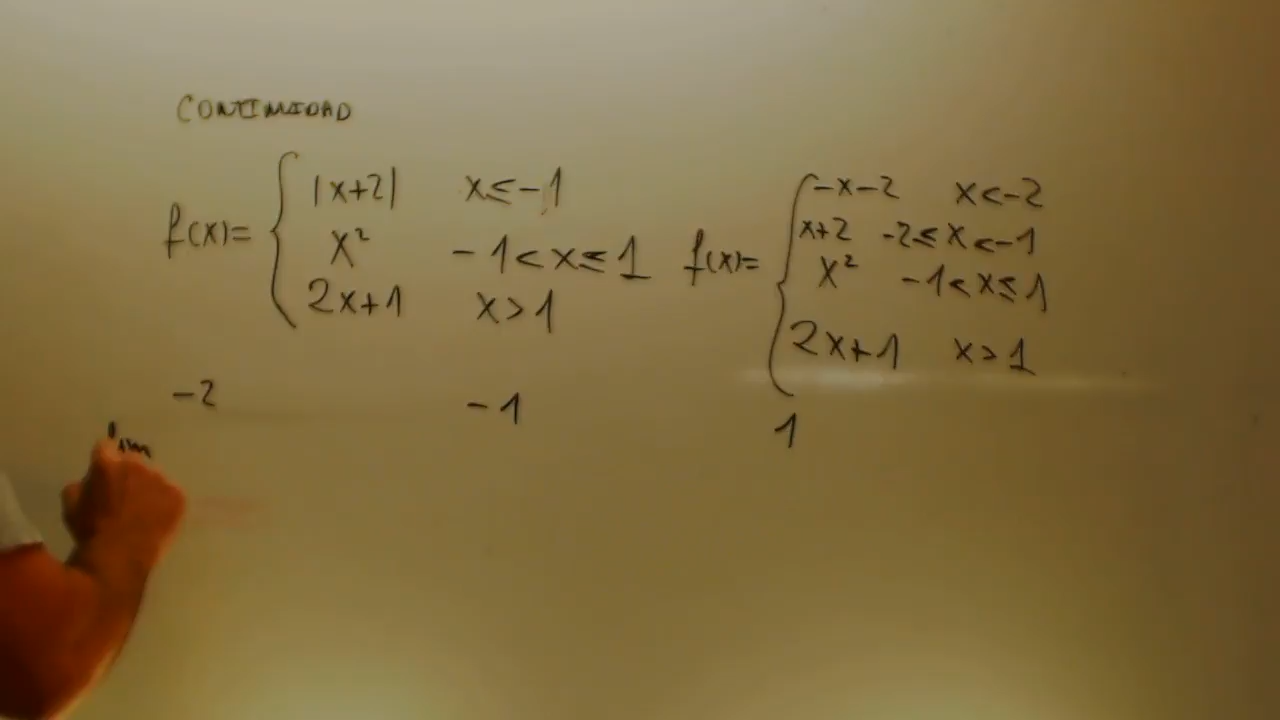 CONTINUIDAD
f(x)= { |x+2| x≤-1
x² -1<x≤1
2x+1 x>1
f(x)= { -x-2 x<-2
x+2 -2≤x<-1
x² -1<x≤1
2x+1 x>1
-2 -1 1
lim